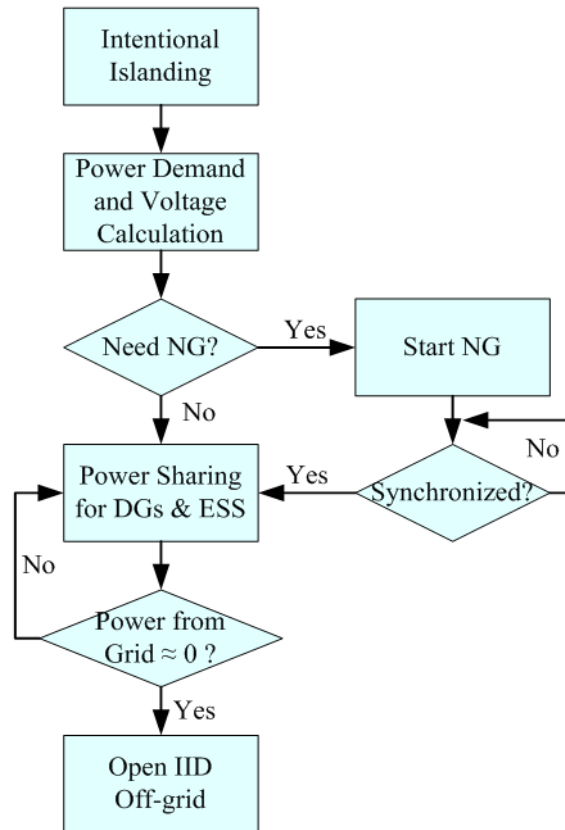 Intentional
Islanding
Power Demand
and Voltage
Calculation
Need NG?
Yes
Start NG
No
No
Power Sharing
for DGs & ESS
Yes
Synchronized?
No
Power from
Grid ≈ 0 ?
Yes
Open IID
Off-grid